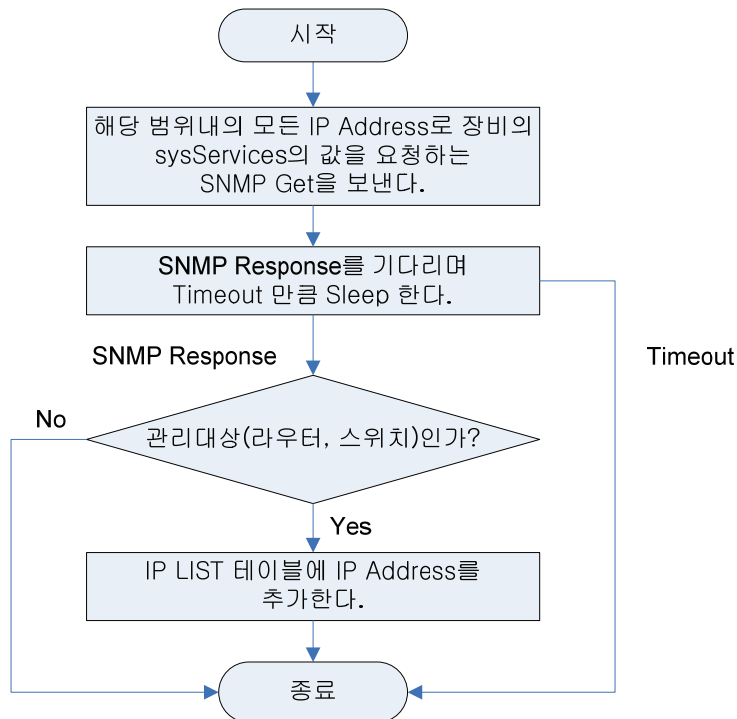 시작
해당 범위내의 모든 IP Address로 장비의
sysServices의 값을 요청하는
SNMP Get을 보낸다.
SNMP Response를 기다리며
Timeout 만큼 Sleep 한다.
SNMP Response
Timeout
No
관리대상(라우터, 스위치)인가?
Yes
IP LIST 테이블에 IP Address를
추가한다.
종료